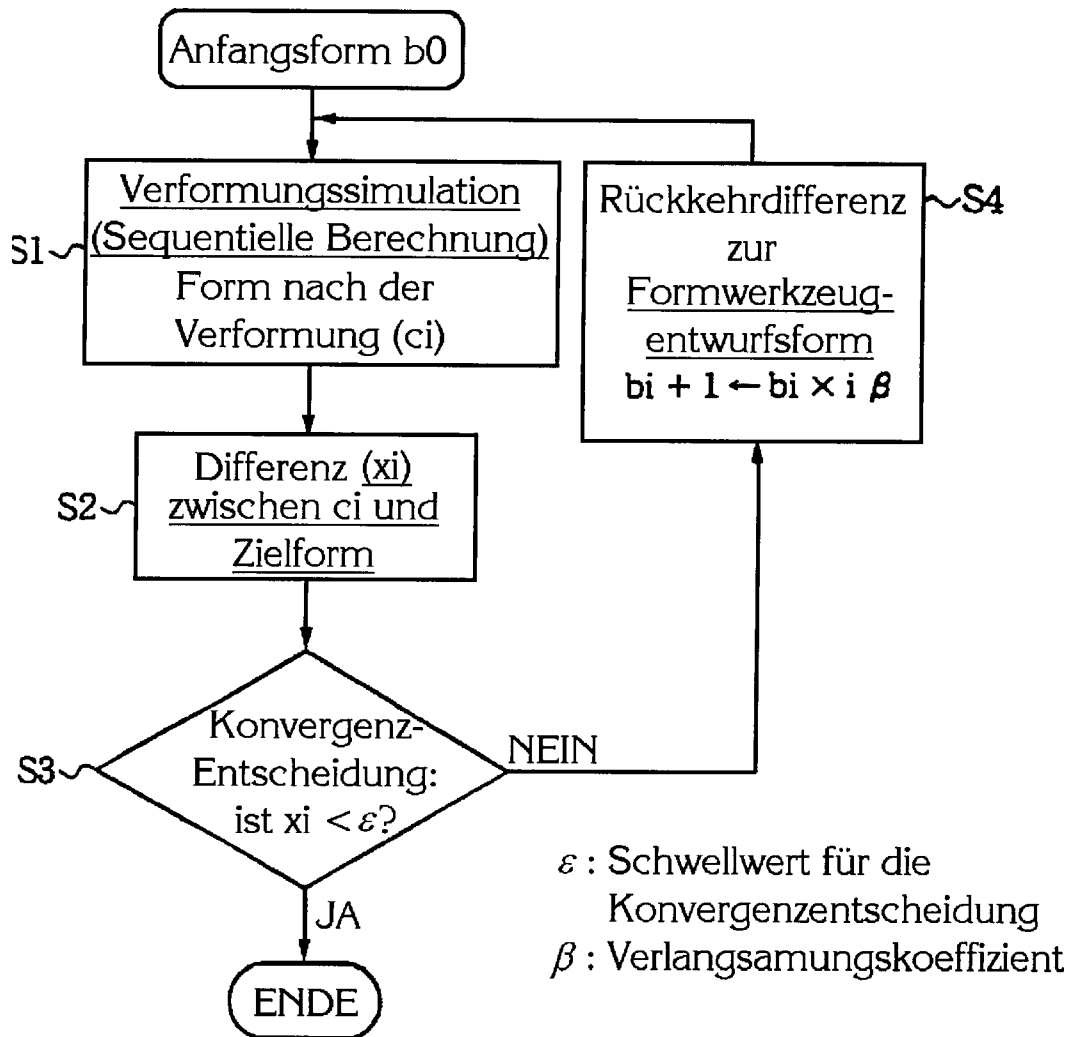 Anfangsform b0
S1
Verformungssimulation
(Sequentielle Berechnung)
Form nach der
Verformung (ci)
S2
Differenz (xi)
zwischen ci und
Zielform
S3
Konvergenz-
Entscheidung:
ist xi < ε?
NEIN
JA
ENDE
Rückkehrdifferenz
zur
Formwerkzeug-
entwurfsform
bi + 1 ← bi × i β
S4
ε : Schwellwert für die
Konvergenzentscheidung
β : Verlangsamungskoeffizient